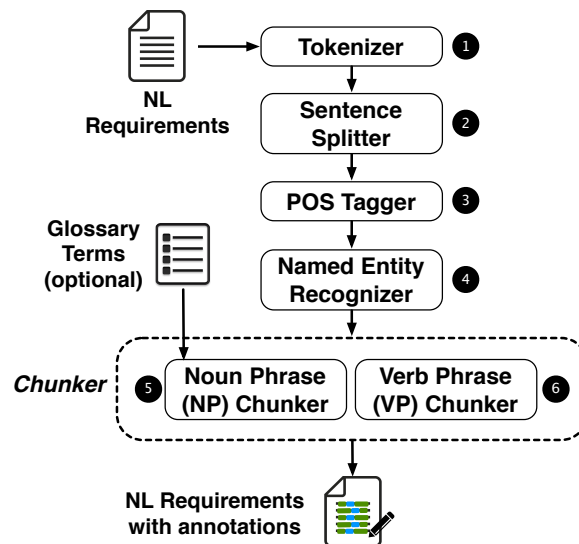 Tokenizer
1
NL
Requirements
Sentence
Splitter
2
POS Tagger
3
Glossary
Terms
(optional)
Named Entity
Recognizer
4
Chunker
5
Noun Phrase
(NP) Chunker
Verb Phrase
(VP) Chunker
6
NL Requirements
with annotations